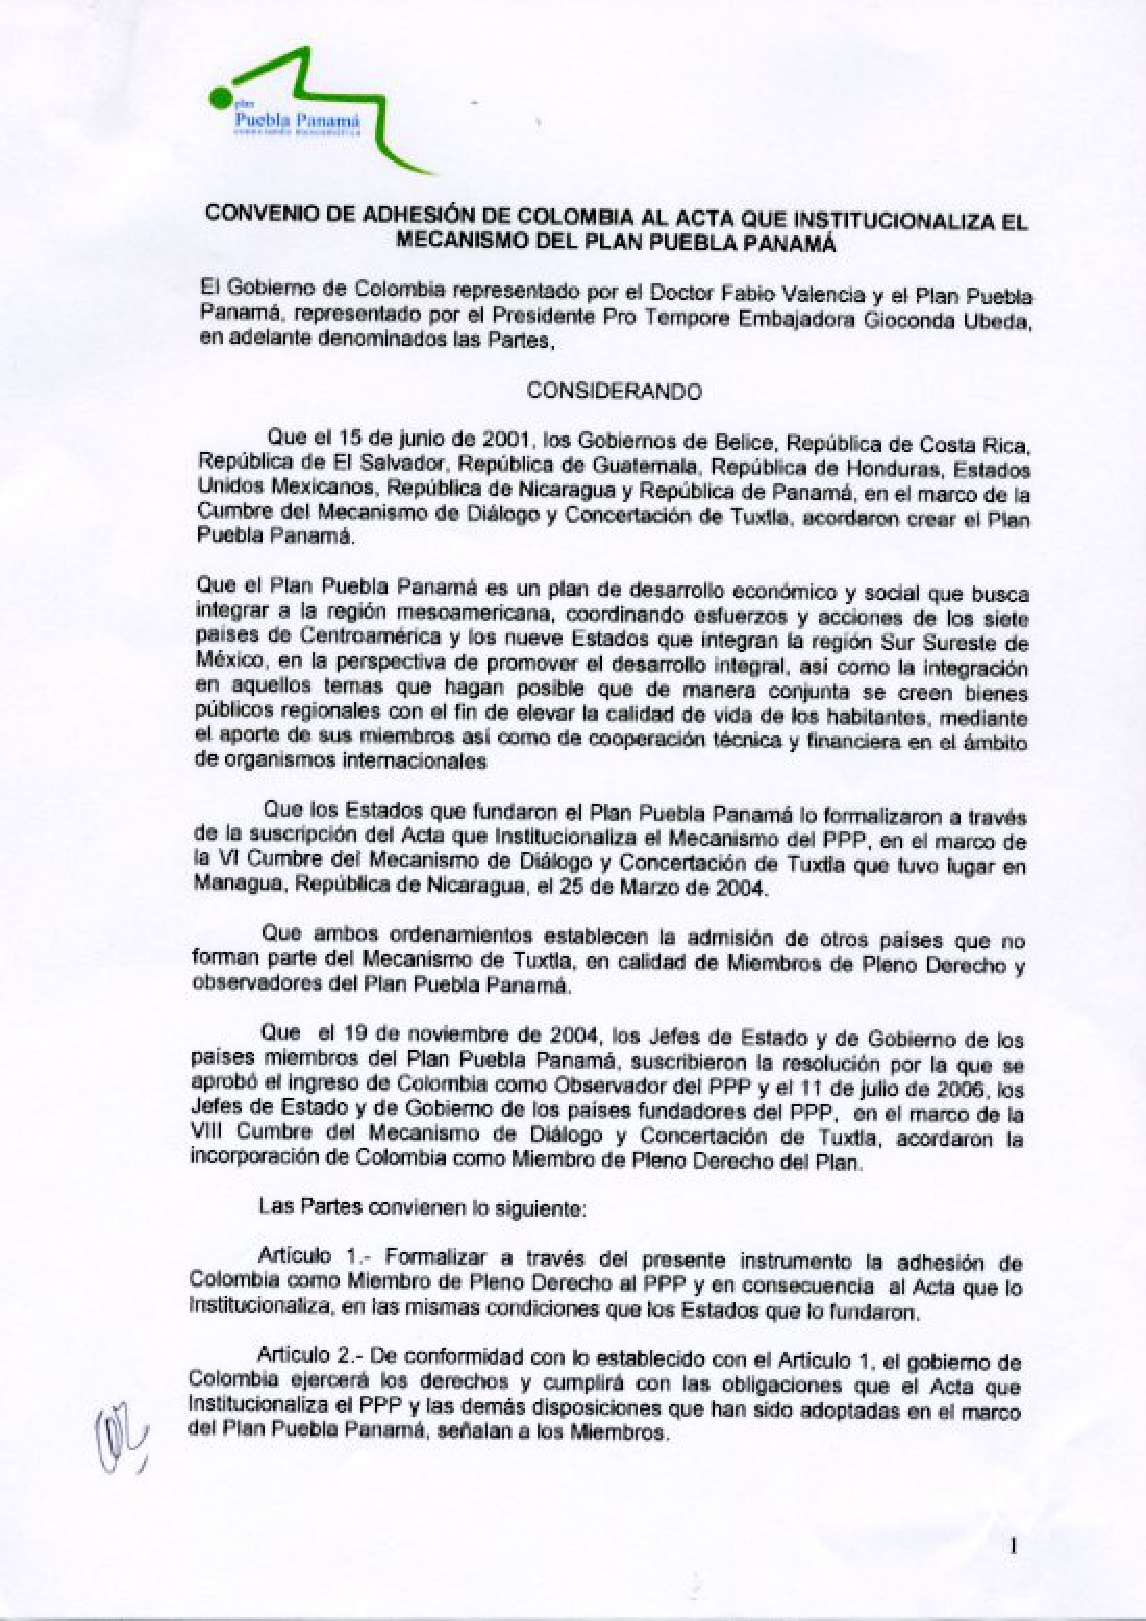 plan
Puebla Panamá
CONVENIO DE ADHESIÓN DE COLOMBIA AL ACTA QUE INSTITUCIONALIZA EL
MECANISMO DEL PLAN PUEBLA PANAMÁ
El Gobierno de Colombia representado por el Doctor Fabio Valencia y el Plan Puebla
Panamá, representado por el Presidente Pro Tempore Embajadora Gioconda Ubeda,
en adelante denominados las Partes,
CONSIDERANDO
Que el 15 de junio de 2001, los Gobiernos de Belice, República de Costa Rica,
República de El Salvador, República de Guatemala, República de Honduras, Estados
Unidos Mexicanos, República de Nicaragua y República de Panamá, en el marco de la
Cumbre del Mecanismo de Diálogo y Concertación de Tuxtla, acordaron crear el Plan
Puebla Panamá.
Que el Plan Puebla Panamá es un plan de desarrollo económico y social que busca
integrar a la región mesoamericana, coordinando esfuerzos y acciones de los siete
países de Centroamérica y los nueve Estados que integran la región Sur Sureste de
México, en la perspectiva de promover el desarrollo integral, así como la integración
en aquellos temas que hagan posible que de manera conjunta se creen bienes
públicos regionales con el fin de elevar la calidad de vida de los habitantes, mediante
el aporte de sus miembros así como de cooperación técnica y financiera en el ámbito
de organismos internacionales
Que los Estados que fundaron el Plan Puebla Panamá lo formalizaron a través
de la suscripción del Acta que Institucionaliza el Mecanismo del PPP, en el marco de
la VI Cumbre del Mecanismo de Diálogo y Concertación de Tuxtla que tuvo lugar en
Managua, República de Nicaragua, el 25 de Marzo de 2004.
Que ambos ordenamientos establecen la admisión de otros países que no
forman parte del Mecanismo de Tuxtla, en calidad de Miembros de Pleno Derecho y
observadores del Plan Puebla Panamá.
Que el 19 de noviembre de 2004, los Jefes de Estado y de Gobierno de los
países miembros del Plan Puebla Panamá, suscribieron la resolución por la que se
aprobó el ingreso de Colombia como Observador del PPP y el 11 de julio de 2006, los
Jefes de Estado y de Gobierno de los países fundadores del PPP, en el marco de la
VIII Cumbre del Mecanismo de Diálogo y Concertación de Tuxtla, acordaron la
incorporación de Colombia como Miembro de Pleno Derecho del Plan.
Las Partes convienen lo siguiente:
Artículo 1.- Formalizar a través del presente instrumento la adhesión de
Colombia como Miembro de Pleno Derecho al PPP y en consecuencia al Acta que lo
Institucionaliza, en las mismas condiciones que los Estados que lo fundaron.
Artículo 2.- De conformidad con lo establecido con el Artículo 1, el gobierno de
Colombia ejercerá los derechos y cumplirá con las obligaciones que el Acta que
Institucionaliza el PPP y las demás disposiciones que han sido adoptadas en el marco
del Plan Puebla Panamá, señalan a los Miembros.
1